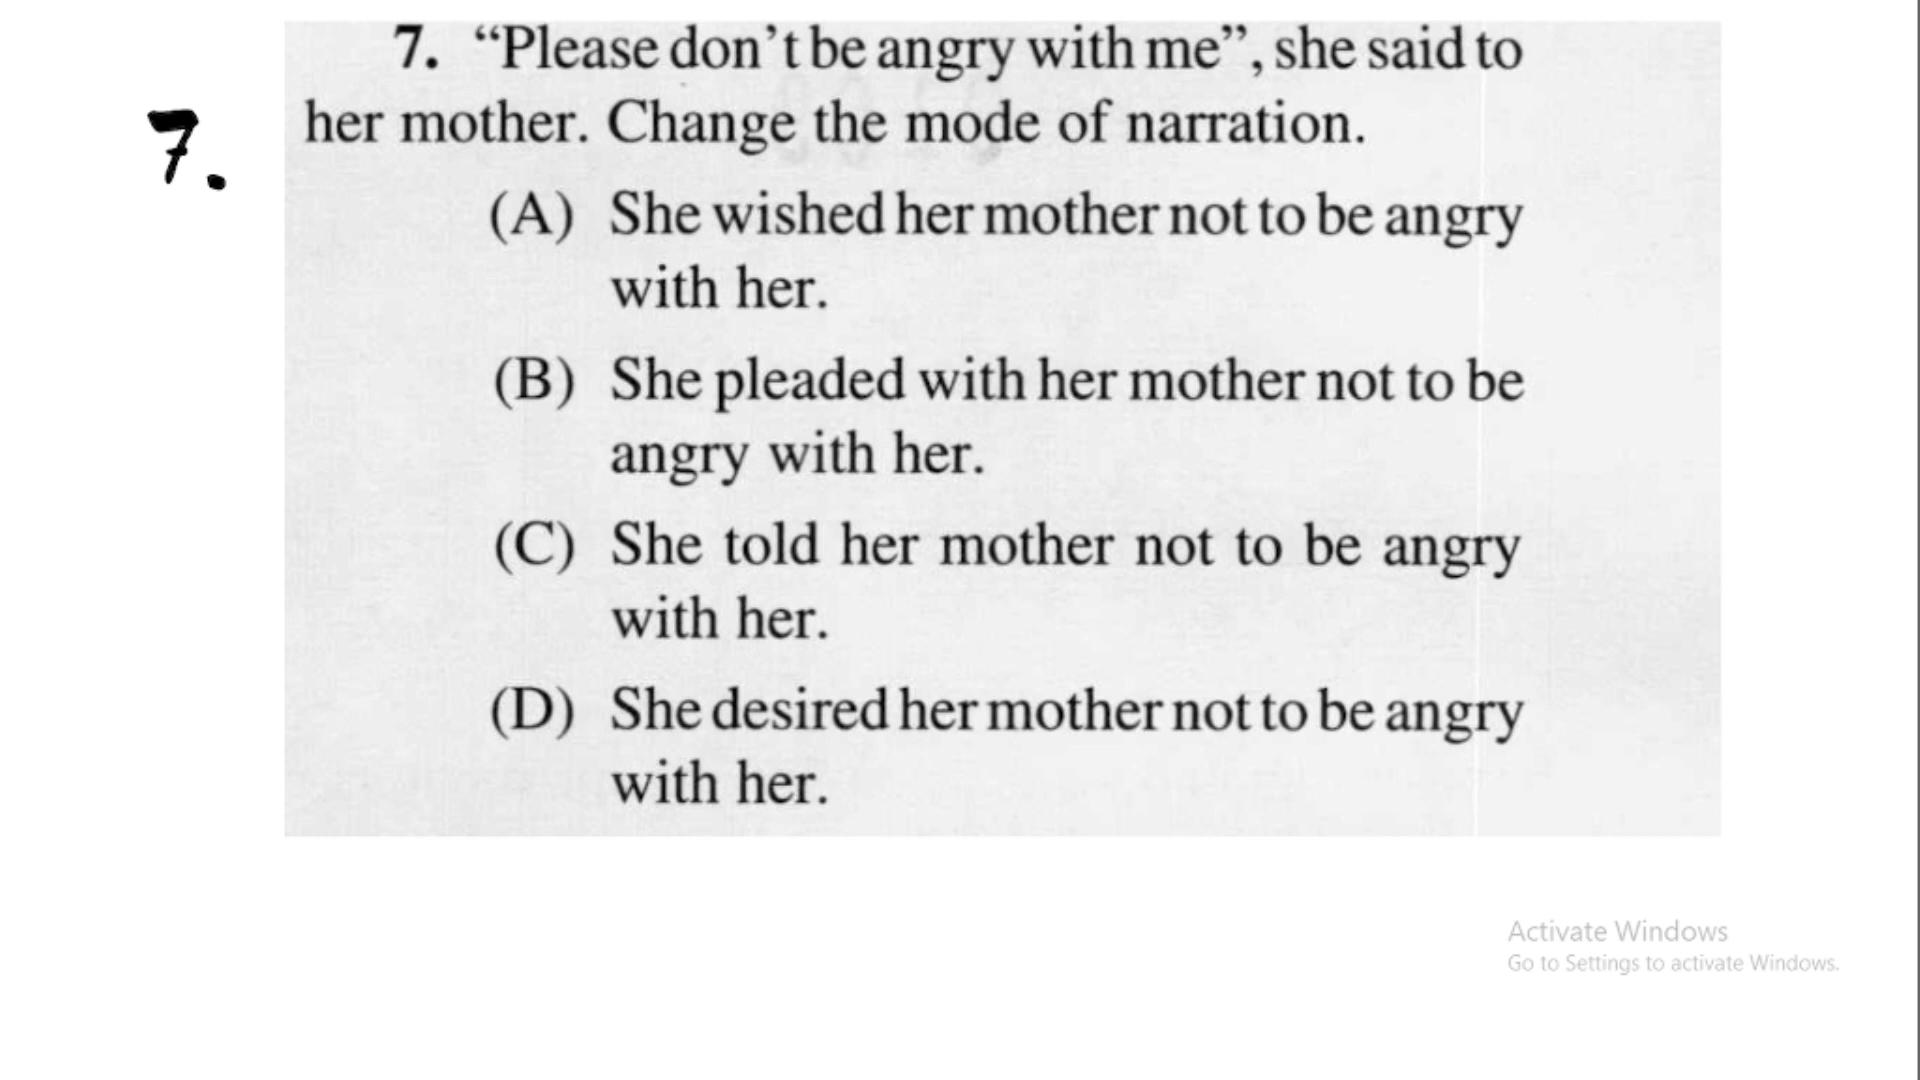 7. “Please don’t be angry with me”, she said to
her mother. Change the mode of narration.
7.
(A) She wished her mother not to be angry
with her.
(B) She pleaded with her mother not to be
angry with her.
(C) She told her mother not to be angry
with her.
(D) She desired her mother not to be angry
with her.
Activate Windows
Go to Settings to activate Windows.